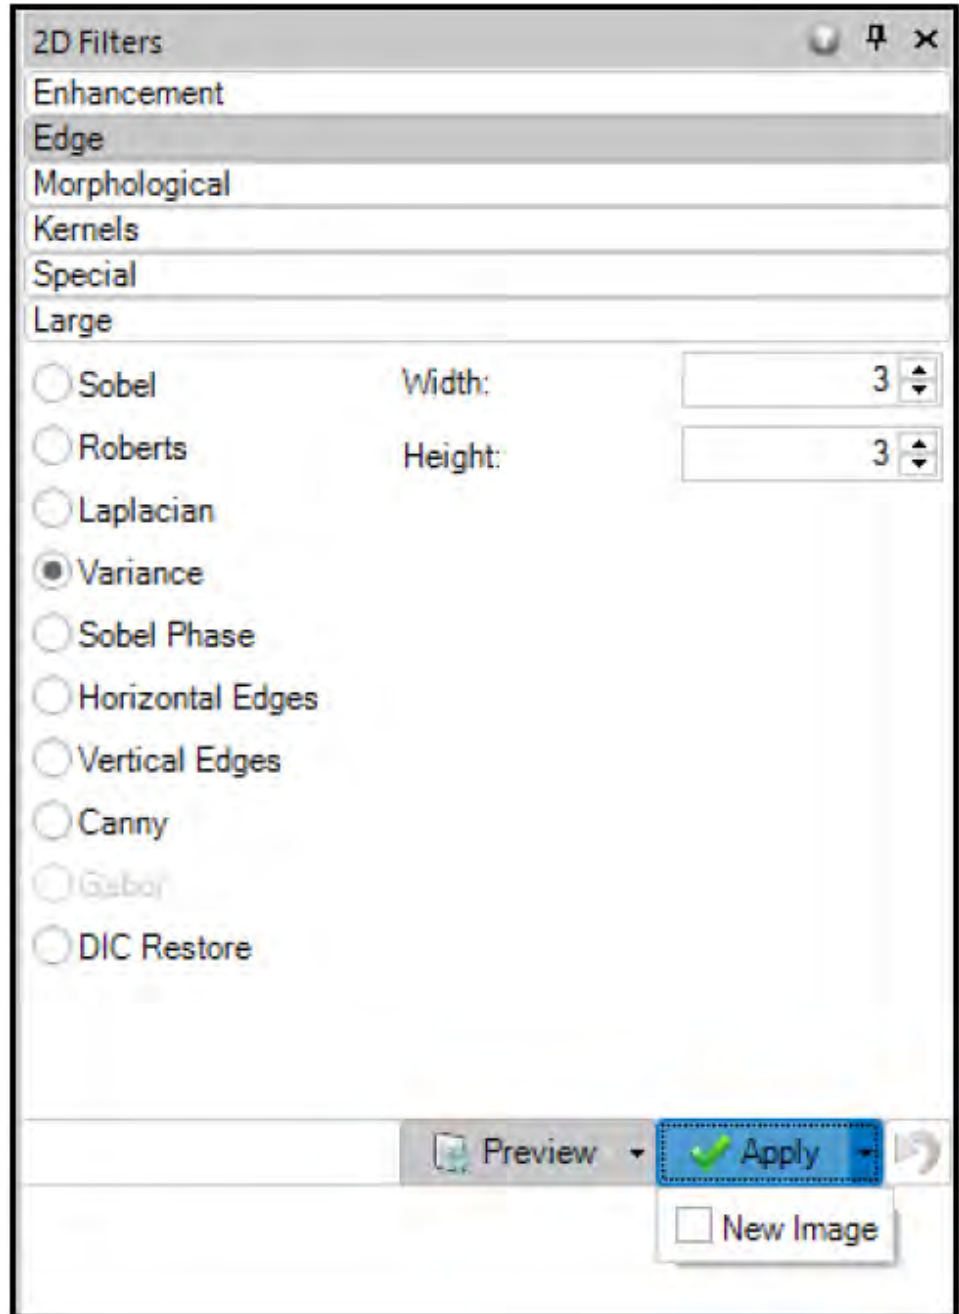 2D Filters
Enhancement
Edge
Morphological
Kernels
Special
Large
Sobel Width: 3
Roberts Height: 3
Laplacian
Variance
Sobel Phase
Horizontal Edges
Vertical Edges
Canny
Gabor
DIC Restore
Preview Apply
New Image